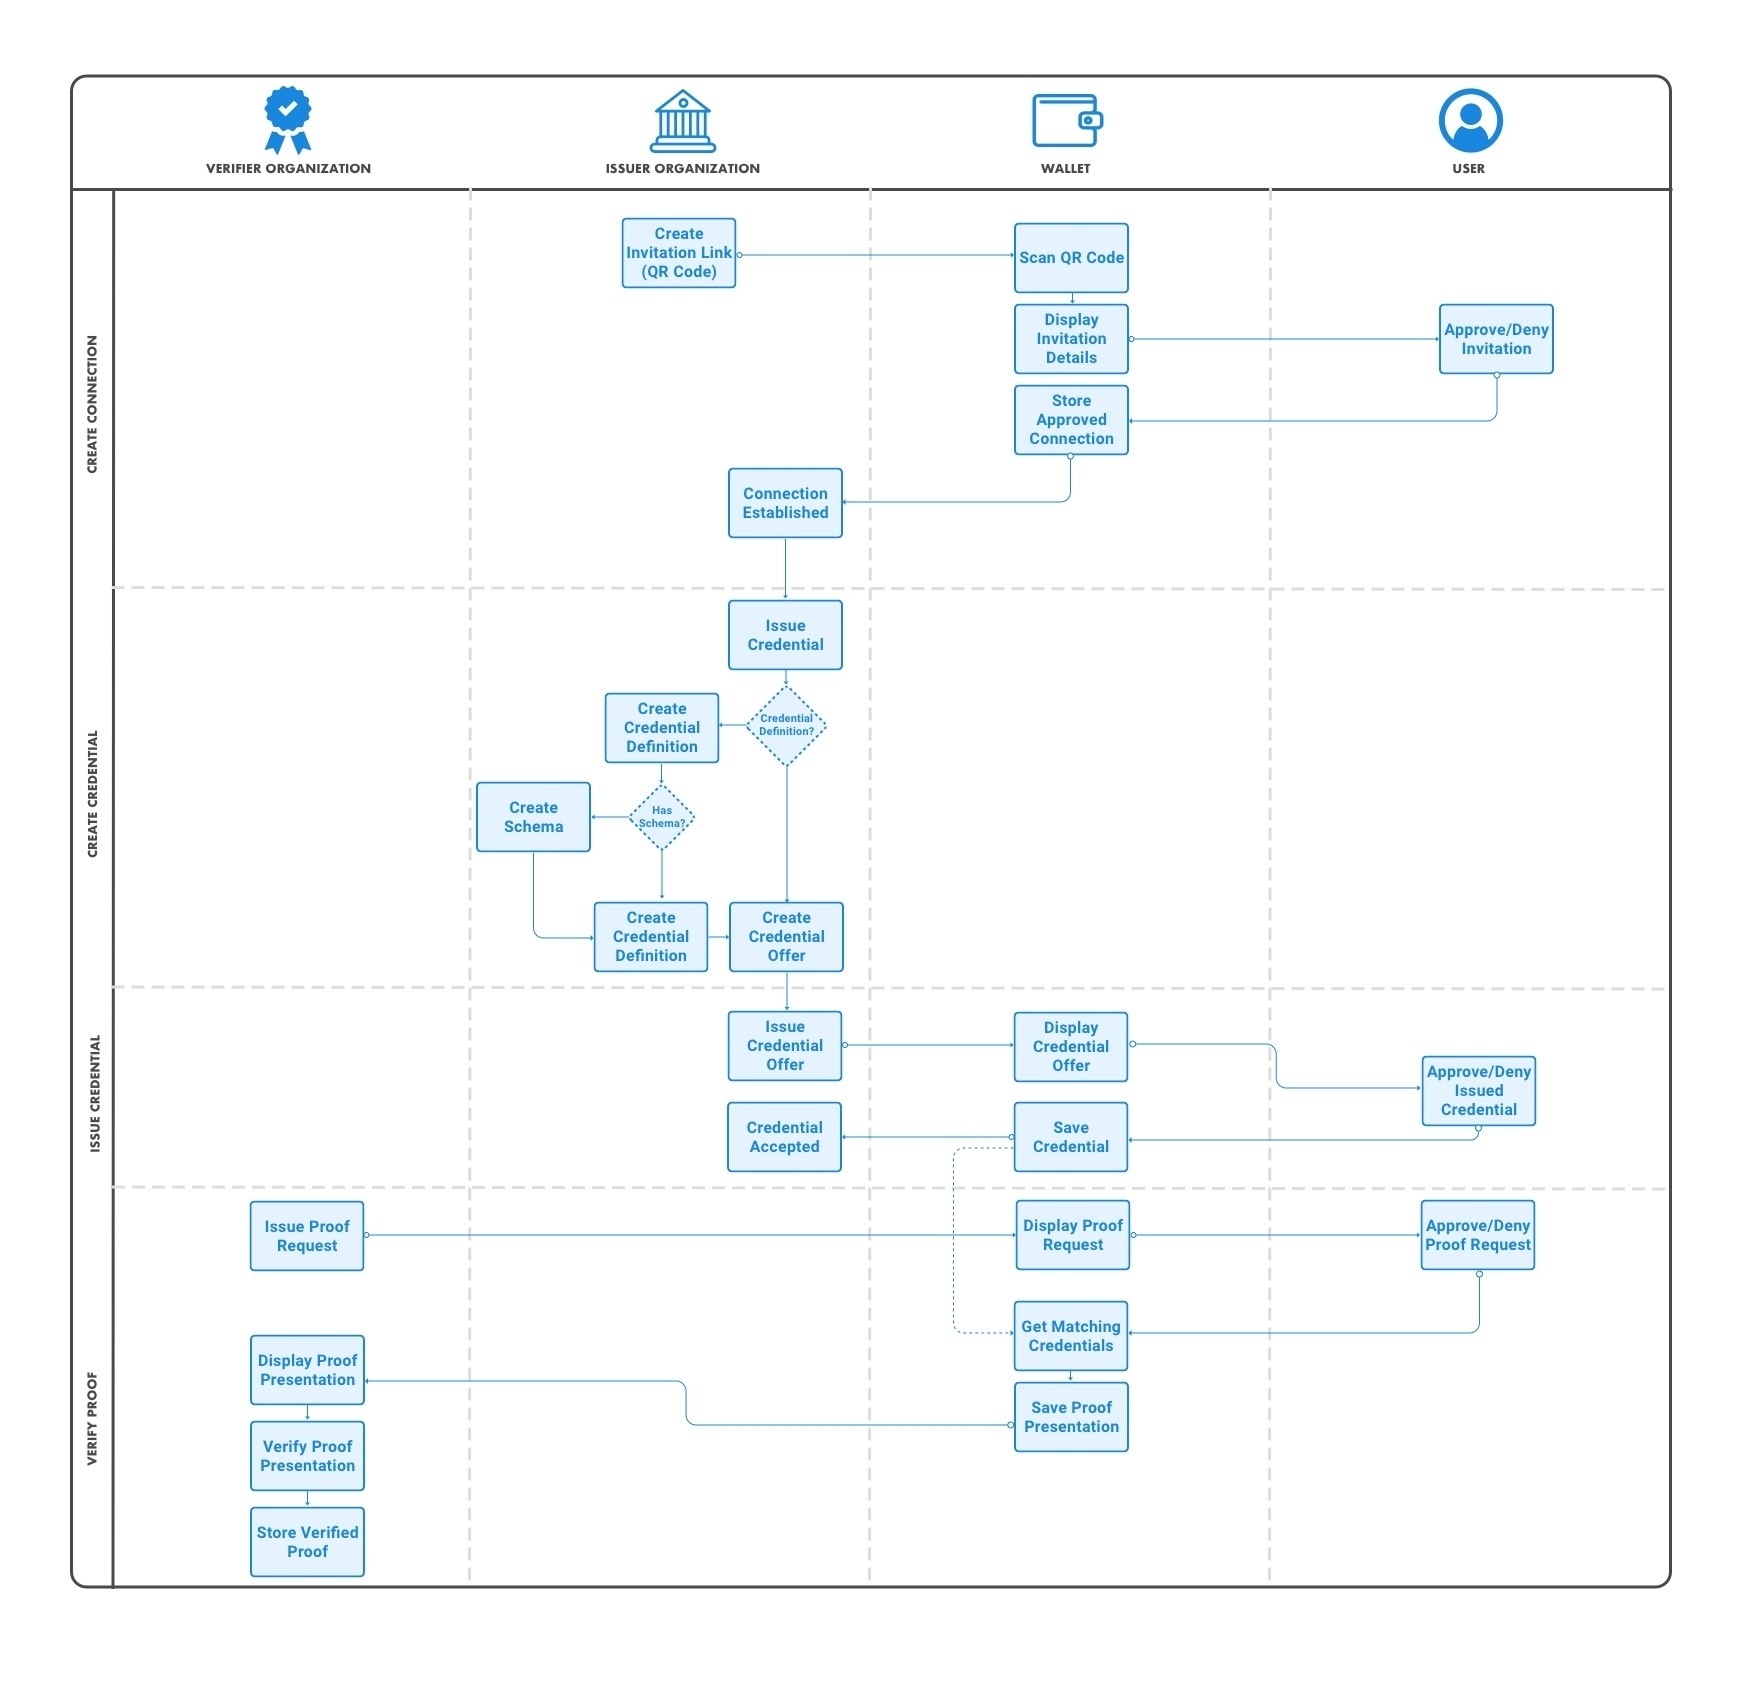 VERIFIER ORGANIZATION
ISSUER ORGANIZATION
WALLET
USER
CREATE CONNECTION
Create
Invitation Link
(QR Code)
Scan QR Code
Display
Invitation
Details
Approve/Deny
Invitation
Store
Approved
Connection
Connection
Established
CREATE CREDENTIAL
Issue
Credential
Credential
Definition?
Create
Credential
Definition
Has
Schema?
Create
Schema
Create
Credential
Definition
Create
Credential
Offer
ISSUE CREDENTIAL
Issue
Credential
Offer
Display
Credential
Offer
Approve/Deny
Issued
Credential
Credential
Accepted
Save
Credential
VERIFY PROOF
Issue Proof
Request
Display Proof
Request
Approve/Deny
Proof Request
Get Matching
Credentials
Display Proof
Presentation
Save Proof
Presentation
Verify Proof
Presentation
Store Verified
Proof